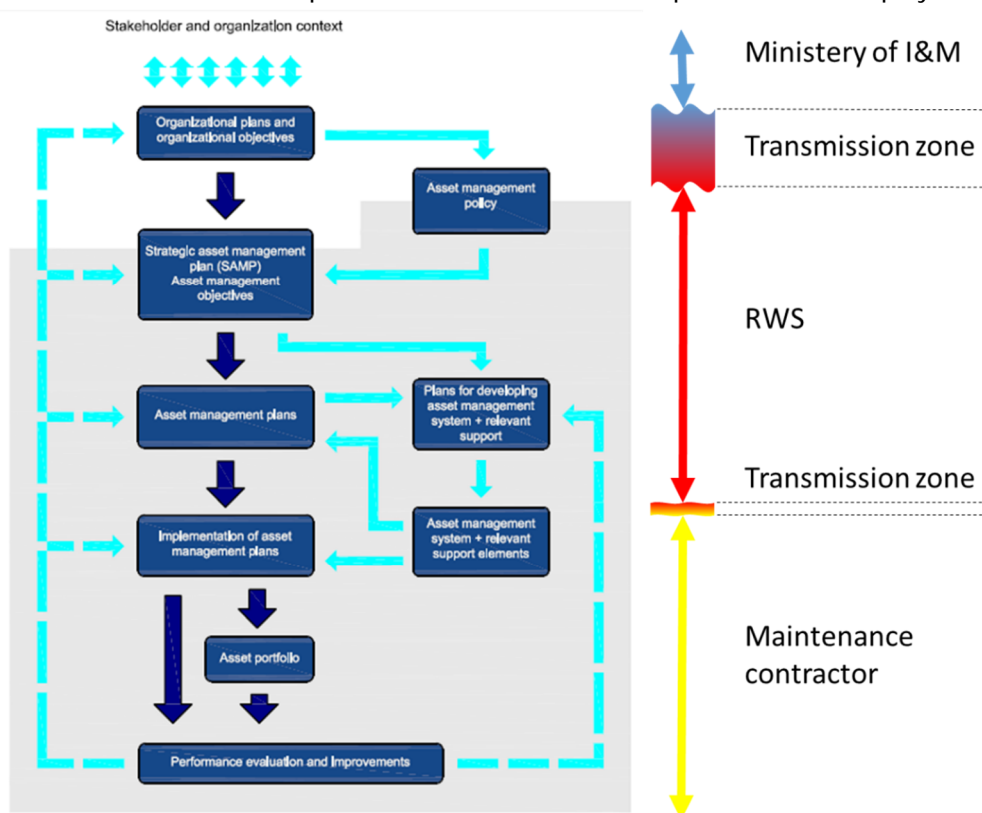 Stakeholder and organization context
Organizational plans and
organizational objectives
Asset management
policy
Strategic asset management
plan (SAMP)
Asset management
objectives
Asset management plans
Plans for developing
asset management
system + relevant
support
Implementation of asset
management plans
Asset management
system + relevant
support elements
Asset portfolio
Performance evaluation and improvements
Ministery of I&M
Transmission zone
RWS
Transmission zone
Maintenance
contractor